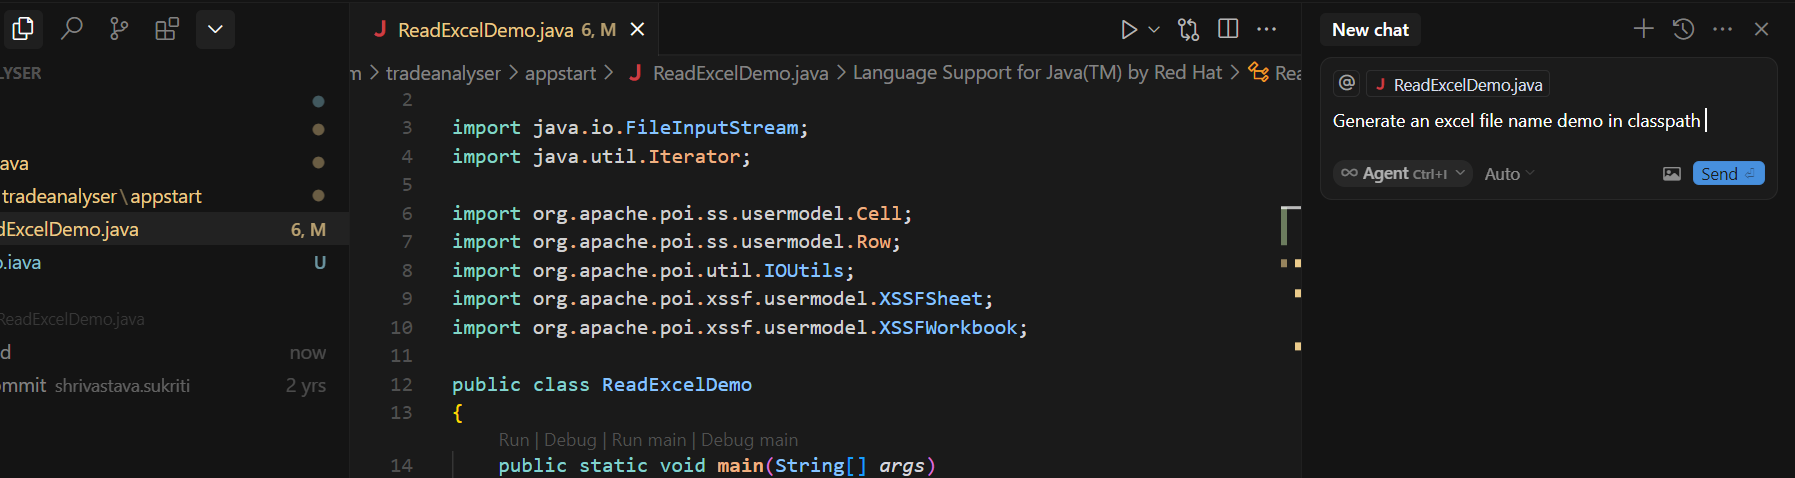 LYSER
ava
tradeanalyser\appstart
dExcelDemo.java 6, M
U
ReadExcelDemo.java
d now
ommit shrivastava.sukriti 2 yrs
J ReadExcelDemo.java 6, M
m > tradeanalyser > appstart > J ReadExcelDemo.java > Language Support for Java(TM) by Red Hat > Rea
2
3 import java.io.FileInputStream;
4 import java.util.Iterator;
5
6 import org.apache.poi.ss.usermodel.Cell;
7 import org.apache.poi.ss.usermodel.Row;
8 import org.apache.poi.util.IOUtils;
9 import org.apache.poi.xssf.usermodel.XSSFSheet;
10 import org.apache.poi.xssf.usermodel.XSSFWorkbook;
11
12 public class ReadExcelDemo
13 {
Run | Debug | Run main | Debug main
14 public static void main(String[] args)
New chat
@ J ReadExcelDemo.java
Generate an excel file name demo in classpath
∞ Agent Ctrl+I Auto Send